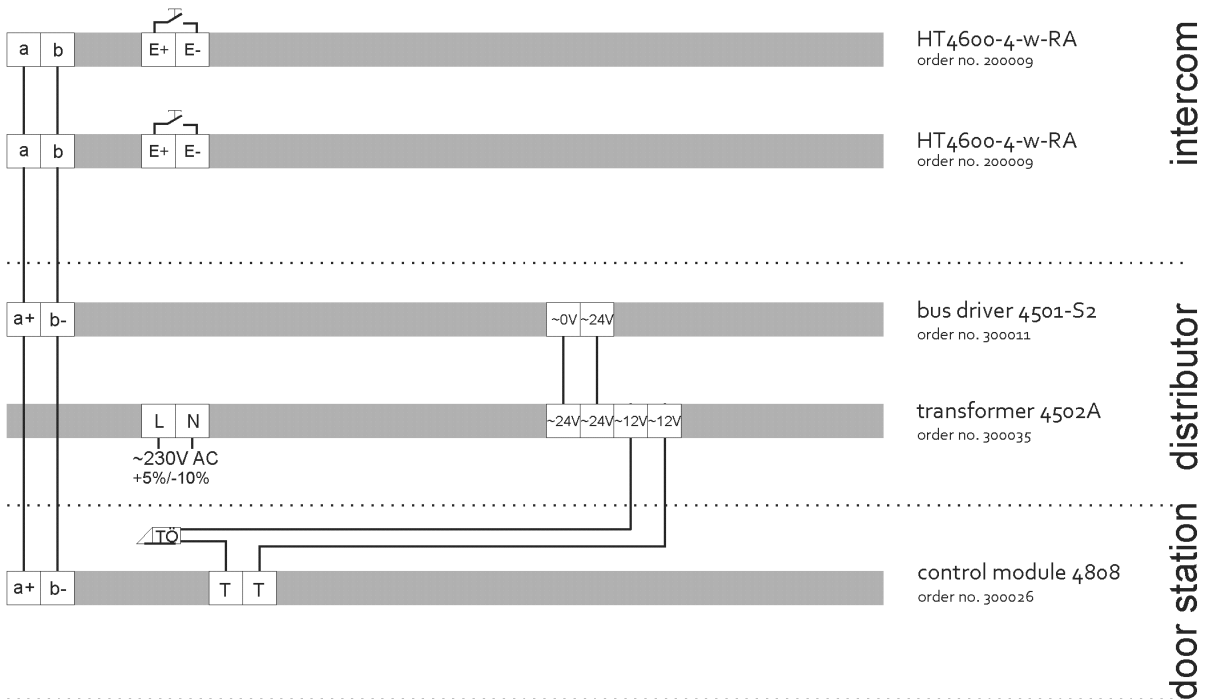 a b E+ E- HT4600-4-w-RA
order no. 200009
a b E+ E- HT4600-4-w-RA
order no. 200009
intercom
a+ b- ~0V ~24V bus driver 4501-S2
order no. 300011
L N ~24V ~24V ~12V ~12V transformer 4502A
order no. 300035
~230V AC
+5%/-10%
distributor
TÖ
a+ b- T T control module 4808
order no. 300026
door station